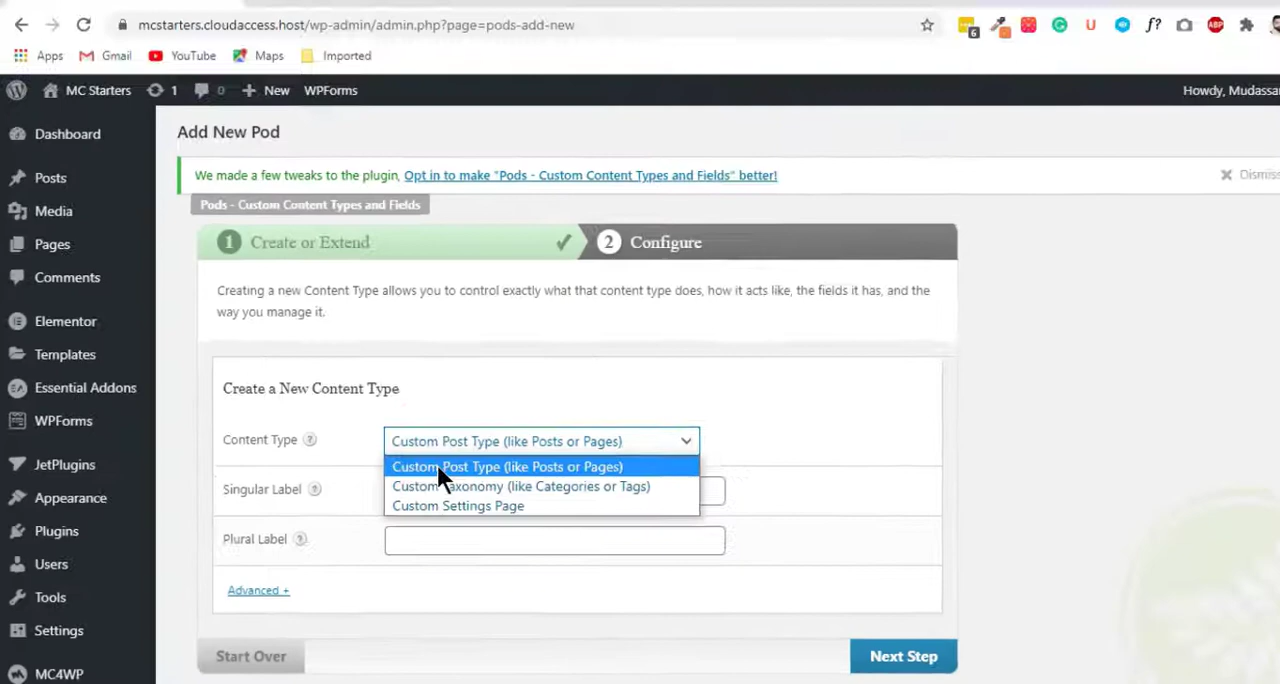 mcstarters.cloudaccess.host/wp-admin/admin.php?page=pods-add-new
6
U
f?
ABP
Apps
Gmail
YouTube
Maps
Imported
MC Starters
1
0
New
WPForms
Howdy, Mudassar
Dashboard
Posts
Media
Pages
Comments
Elementor
Templates
Essential Addons
WPForms
JetPlugins
Appearance
Plugins
Users
Tools
Settings
MC4WP
Add New Pod
We made a few tweaks to the plugin, Opt in to make "Pods - Custom Content Types and Fields" better!
Dismiss
Pods - Custom Content Types and Fields
1 Create or Extend
2 Configure
Creating a new Content Type allows you to control exactly what that content type does, how it acts like, the fields it has, and the
way you manage it.
Create a New Content Type
Content Type ?
Custom Post Type (like Posts or Pages)
Custom Post Type (like Posts or Pages)
Custom Taxonomy (like Categories or Tags)
Custom Settings Page
Singular Label ?
Plural Label ?
Advanced +
Start Over
Next Step